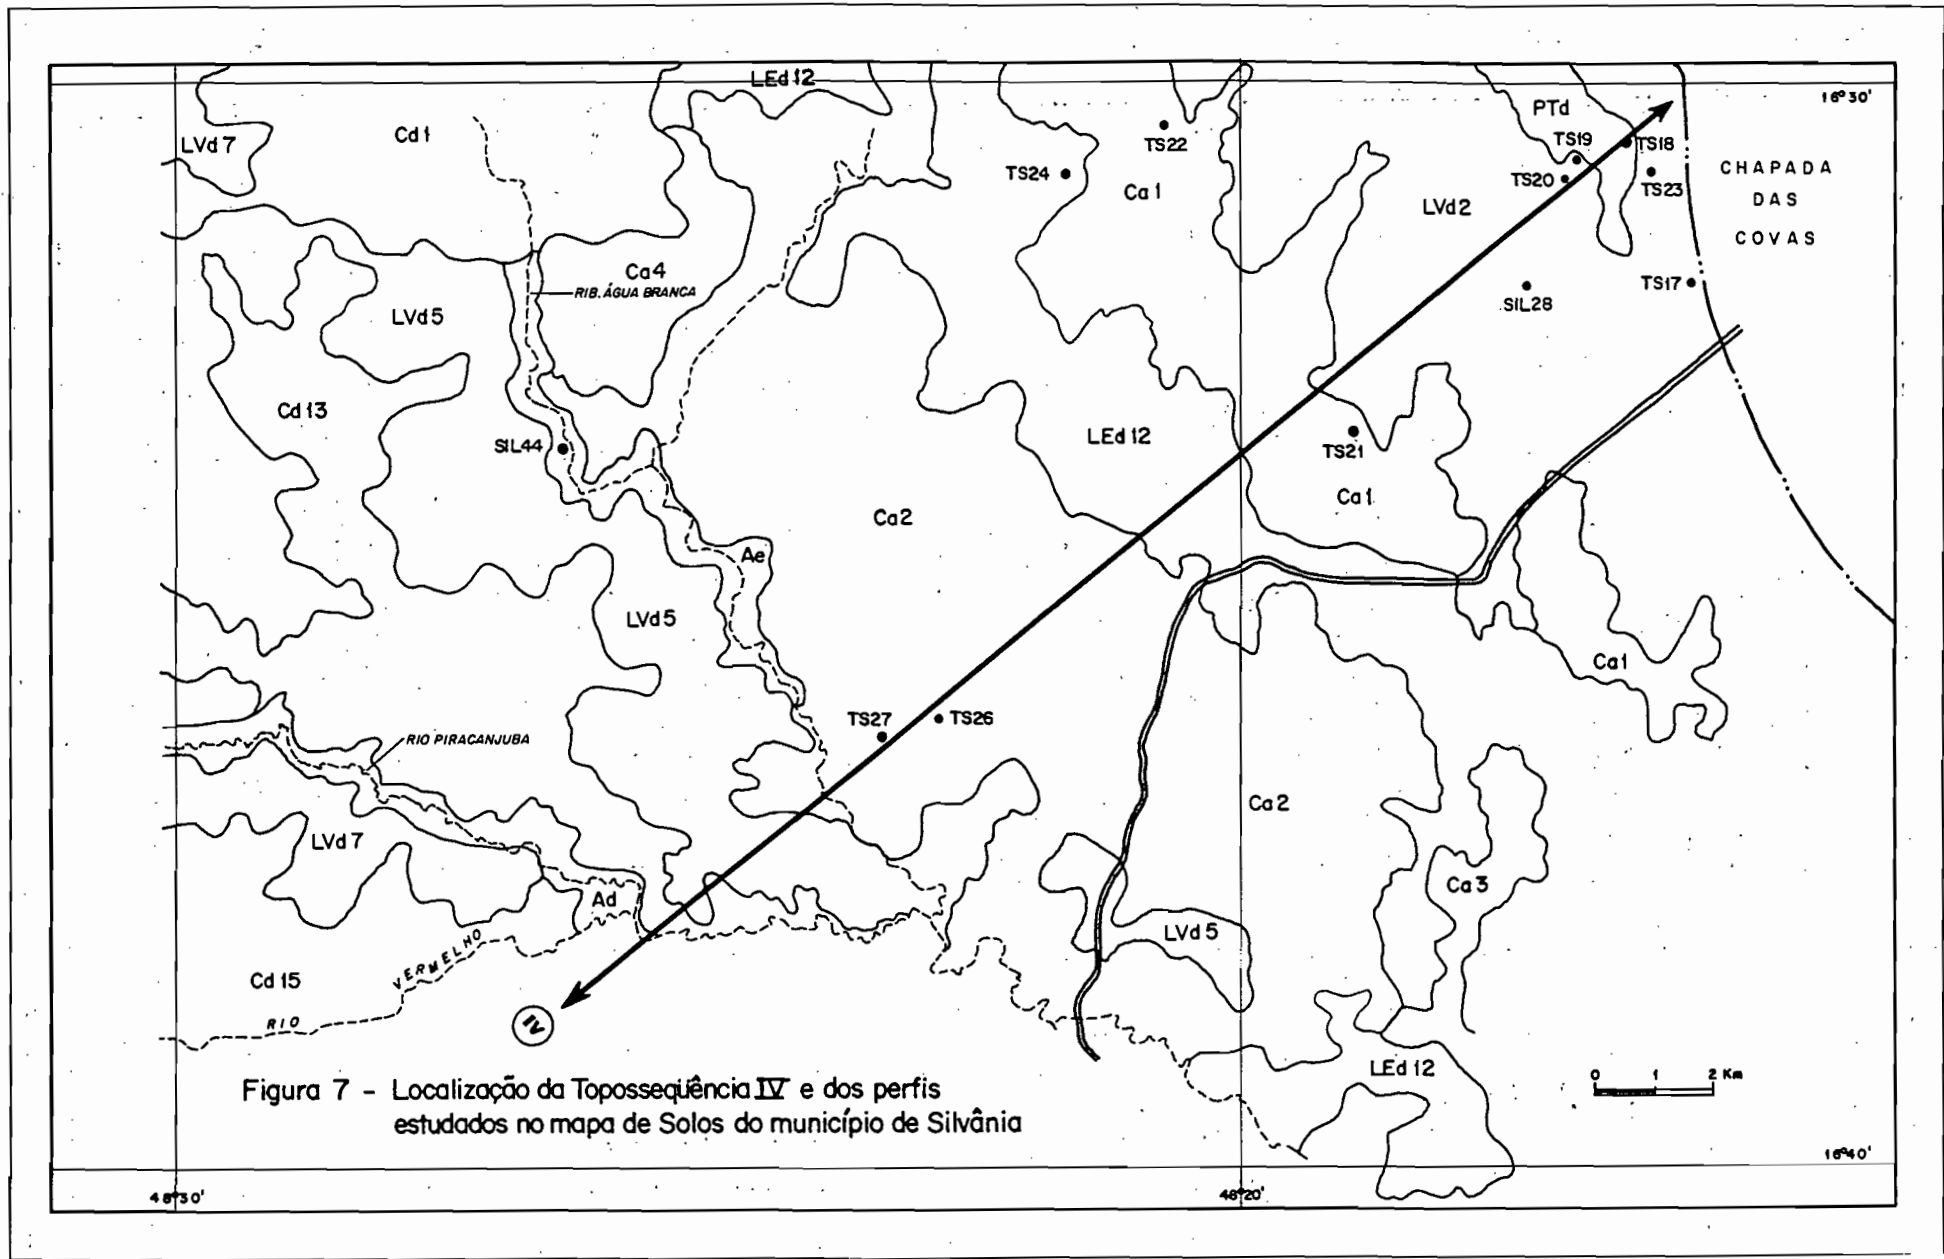 LEd 12
16°30'
LVd 7
Cd 1
TS22
PTd
TS19
TS18
TS24
TS20
TS23
Ca 1
LVd 2
CHAPADA
DAS
COVAS
Ca 4
RIB. ÁGUA BRANCA
TS17
SIL28
LVd 5
Cd 13
SIL44
LEd 12
TS21
Ca 1
Ca 2
Ae
LVd 5
Ca 1
TS27
TS26
RIO PIRACANJUBA
Ca 2
LVd 7
Ca 3
Ad
LVd 5
Cd 15
RIO VERMELHO
IV
LEd 12
0 1 2 Km
Figura 7 - Localização da Toposseqüência IV e dos perfis
estudados no mapa de Solos do município de Silvânia
16°40'
48°30'
48°20'